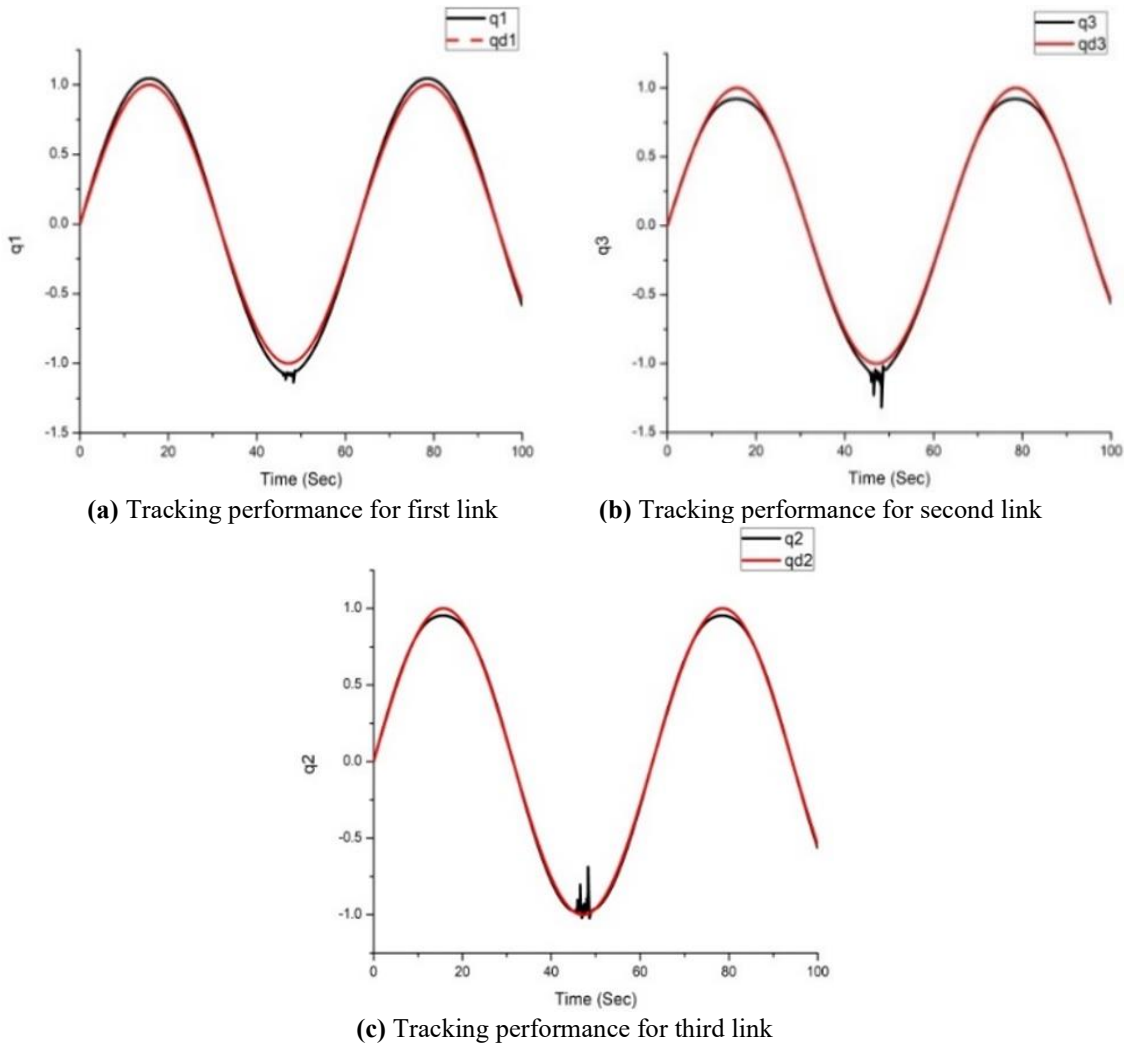 q1
qd1
1.0
0.5
0.0
-0.5
-1.0
-1.5
q1
0 20 40 60 80 100
Time (Sec)
(a) Tracking performance for first link
q3
qd3
1.0
0.5
0.0
-0.5
-1.0
-1.5
q3
0 20 40 60 80 100
Time (Sec)
(b) Tracking performance for second link
q2
qd2
1.0
0.5
0.0
-0.5
-1.0
q2
0 20 40 60 80 100
Time (Sec)
(c) Tracking performance for third link